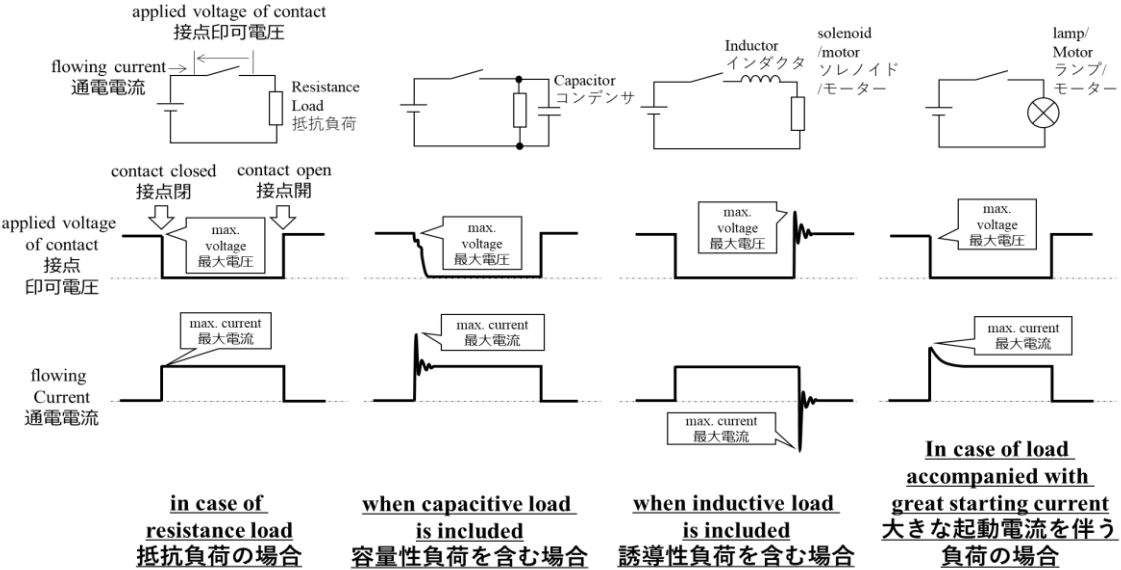 applied voltage of contact
接点印可電圧
flowing current
通電電流
Resistance
Load
抵抗負荷
Capacitor
コンデンサ
Inductor
インダクタ
solenoid
/motor
ソレノイド
/モーター
lamp/
Motor
ランプ/
モーター
contact closed
接点閉
contact open
接点開
applied voltage
of contact
接点
印可電圧
max.
voltage
最大電圧
max.
voltage
最大電圧
max.
voltage
最大電圧
max.
voltage
最大電圧
flowing
Current
通電電流
max. current
最大電流
max. current
最大電流
max. current
最大電流
max. current
最大電流
in case of
resistance load
抵抗負荷の場合
when capacitive load
is included
容量性負荷を含む場合
when inductive load
is included
誘導性負荷を含む場合
In case of load
accompanied with
great starting current
大きな起動電流を伴う
負荷の場合